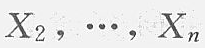 X₂, ···, Xₙ